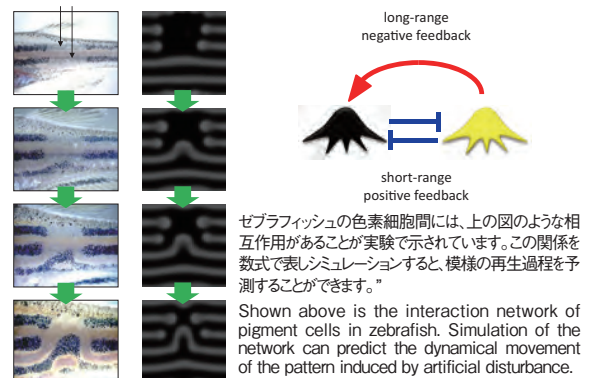 long-range
negative feedback
short-range
positive feedback
ゼブラフィッシュの色素細胞間には、上の図のような相
互作用があることが実験で示されています。この関係を
数式で表しシミュレーションすると、模様の再生過程を予
測することができます。”
Shown above is the interaction network of
pigment cells in zebrafish. Simulation of the
network can predict the dynamical movement
of the pattern induced by artificial disturbance.